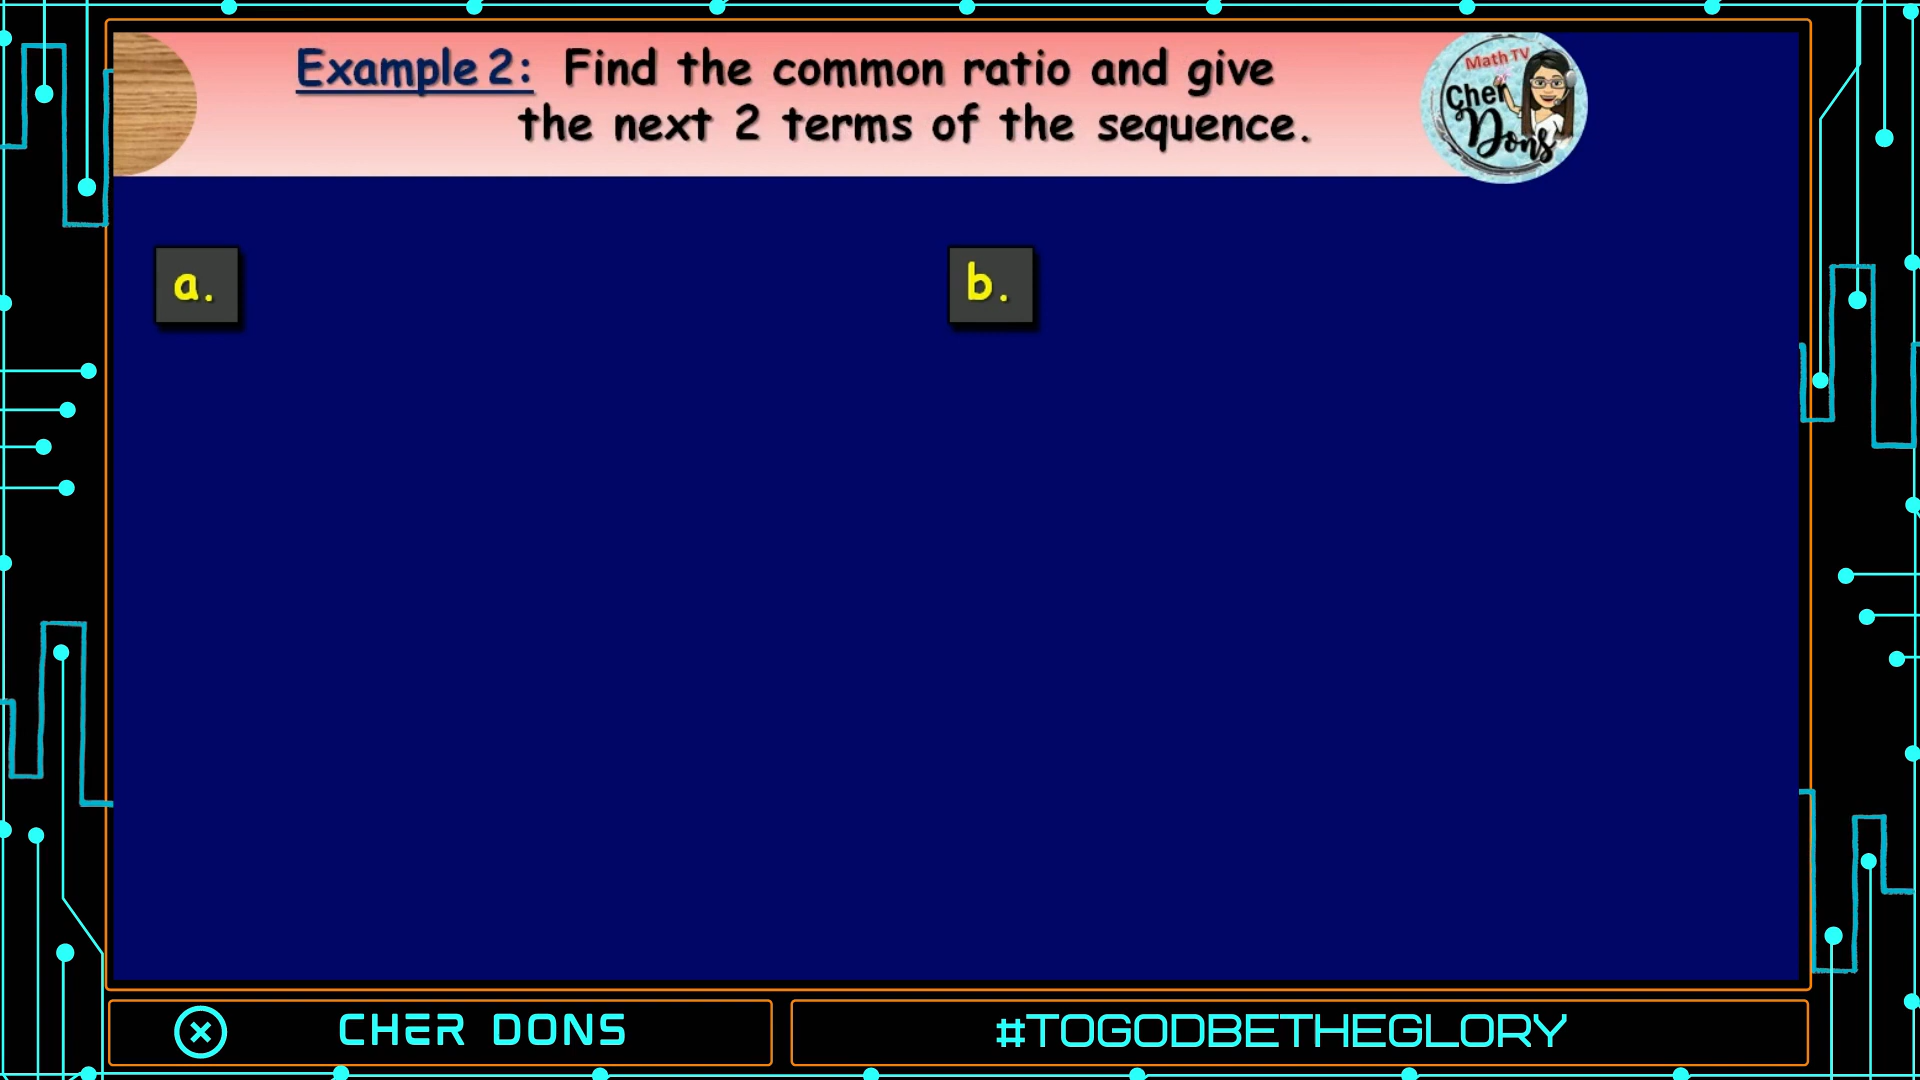 Example 2: Find the common ratio and give
the next 2 terms of the sequence.
Math TV
Cher
Dons
a.
b.
CHER DONS
#TOGODBETHEGLORY